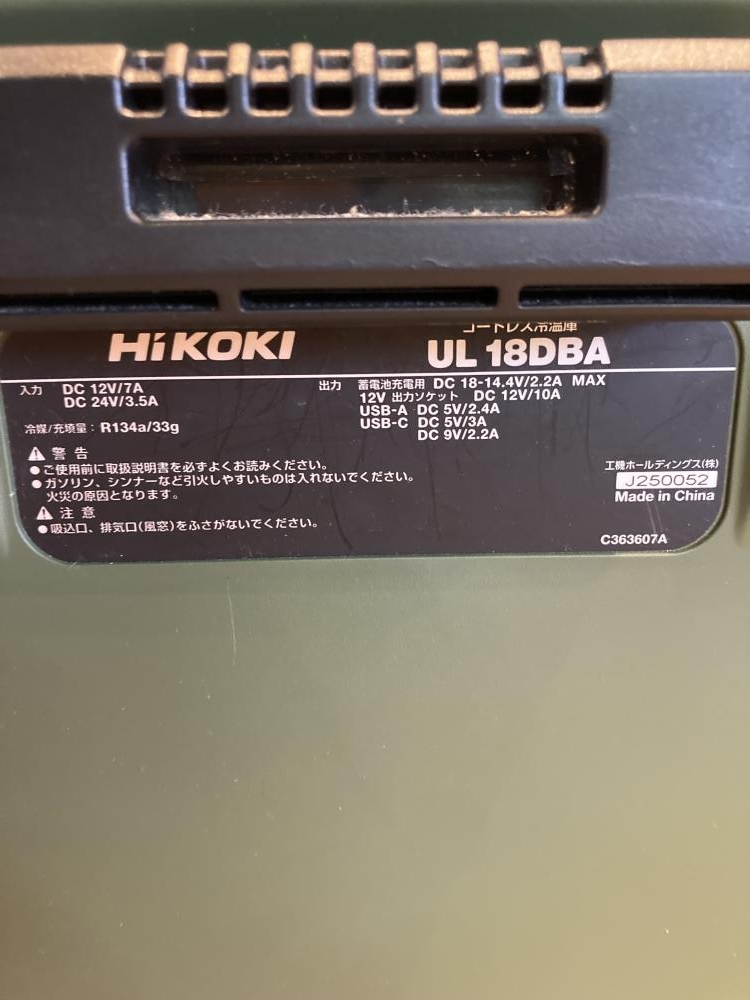 HiKOKI
コードレス冷温庫
UL 18DBA
入力 DC 12V/7A
DC 24V/3.5A
冷媒/充填量：R134a/33g
出力 蓄電池充電用 DC 18-14.4V/2.2A MAX
12V 出力ソケット DC 12V/10A
USB-A DC 5V/2.4A
USB-C DC 5V/3A
DC 9V/2.2A
⚠ 警告
●ご使用前に取扱説明書を必ずよくお読みください。
●ガソリン、シンナーなど引火しやすいものは入れないでください。
火災の原因となります。
⚠ 注意
●吸込口、排気口(風窓)をふさがないでください。
工機ホールディングス(株)
J250052
Made in China
C363607A